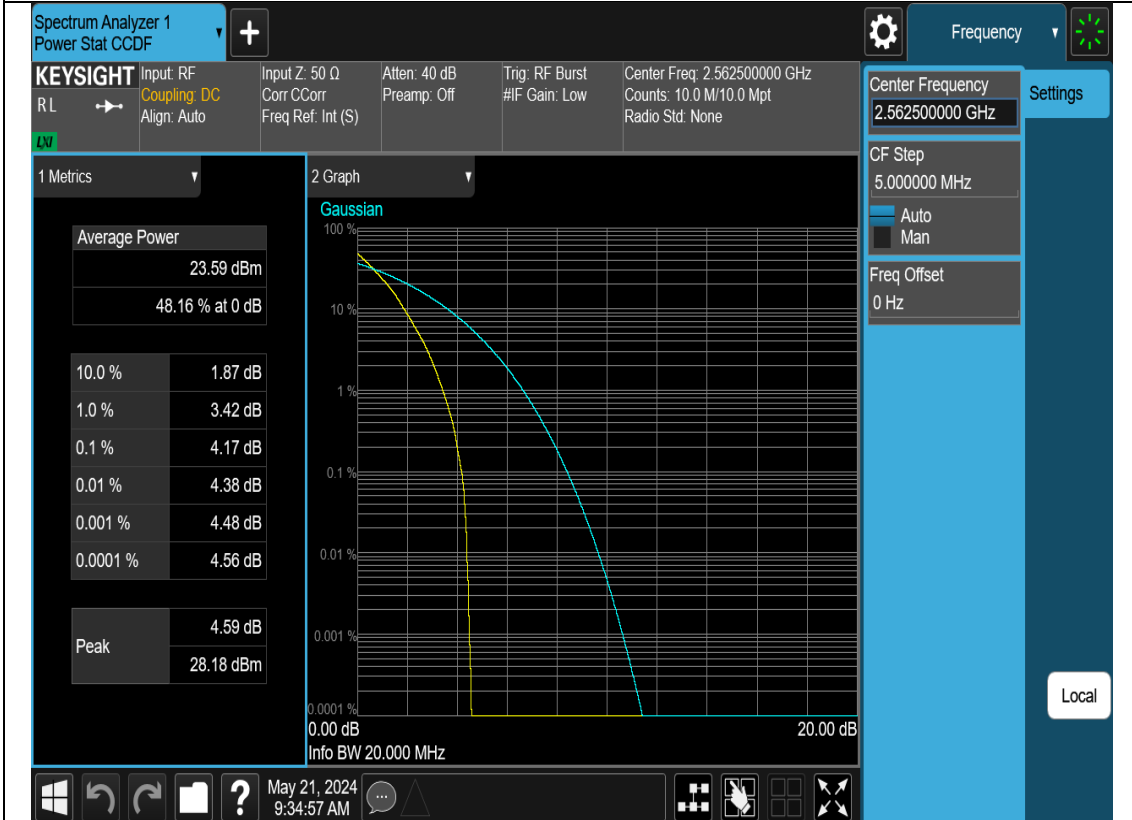 Spectrum Analyzer 1
Power Stat CCDF
+
Frequency
KEYSIGHT
RL
LXI
Input: RF
Coupling: DC
Align: Auto
Input Z: 50 Ω
Corr CCorr
Freq Ref: Int (S)
Atten: 40 dB
Preamp: Off
Trig: RF Burst
#IF Gain: Low
Center Freq: 2.562500000 GHz
Counts: 10.0 M/10.0 Mpt
Radio Std: None
Center Frequency
2.562500000 GHz
Settings
CF Step
5.000000 MHz
Auto
Man
Freq Offset
0 Hz
1 Metrics
Average Power
23.59 dBm
48.16 % at 0 dB
10.0 % 1.87 dB
1.0 % 3.42 dB
0.1 % 4.17 dB
0.01 % 4.38 dB
0.001 % 4.48 dB
0.0001 % 4.56 dB
Peak
4.59 dB
28.18 dBm
2 Graph
Gaussian
100 %
10 %
1 %
0.1 %
0.01 %
0.001 %
0.0001 %
0.00 dB 20.00 dB
Info BW 20.000 MHz
Local
?
May 21, 2024
9:34:57 AM